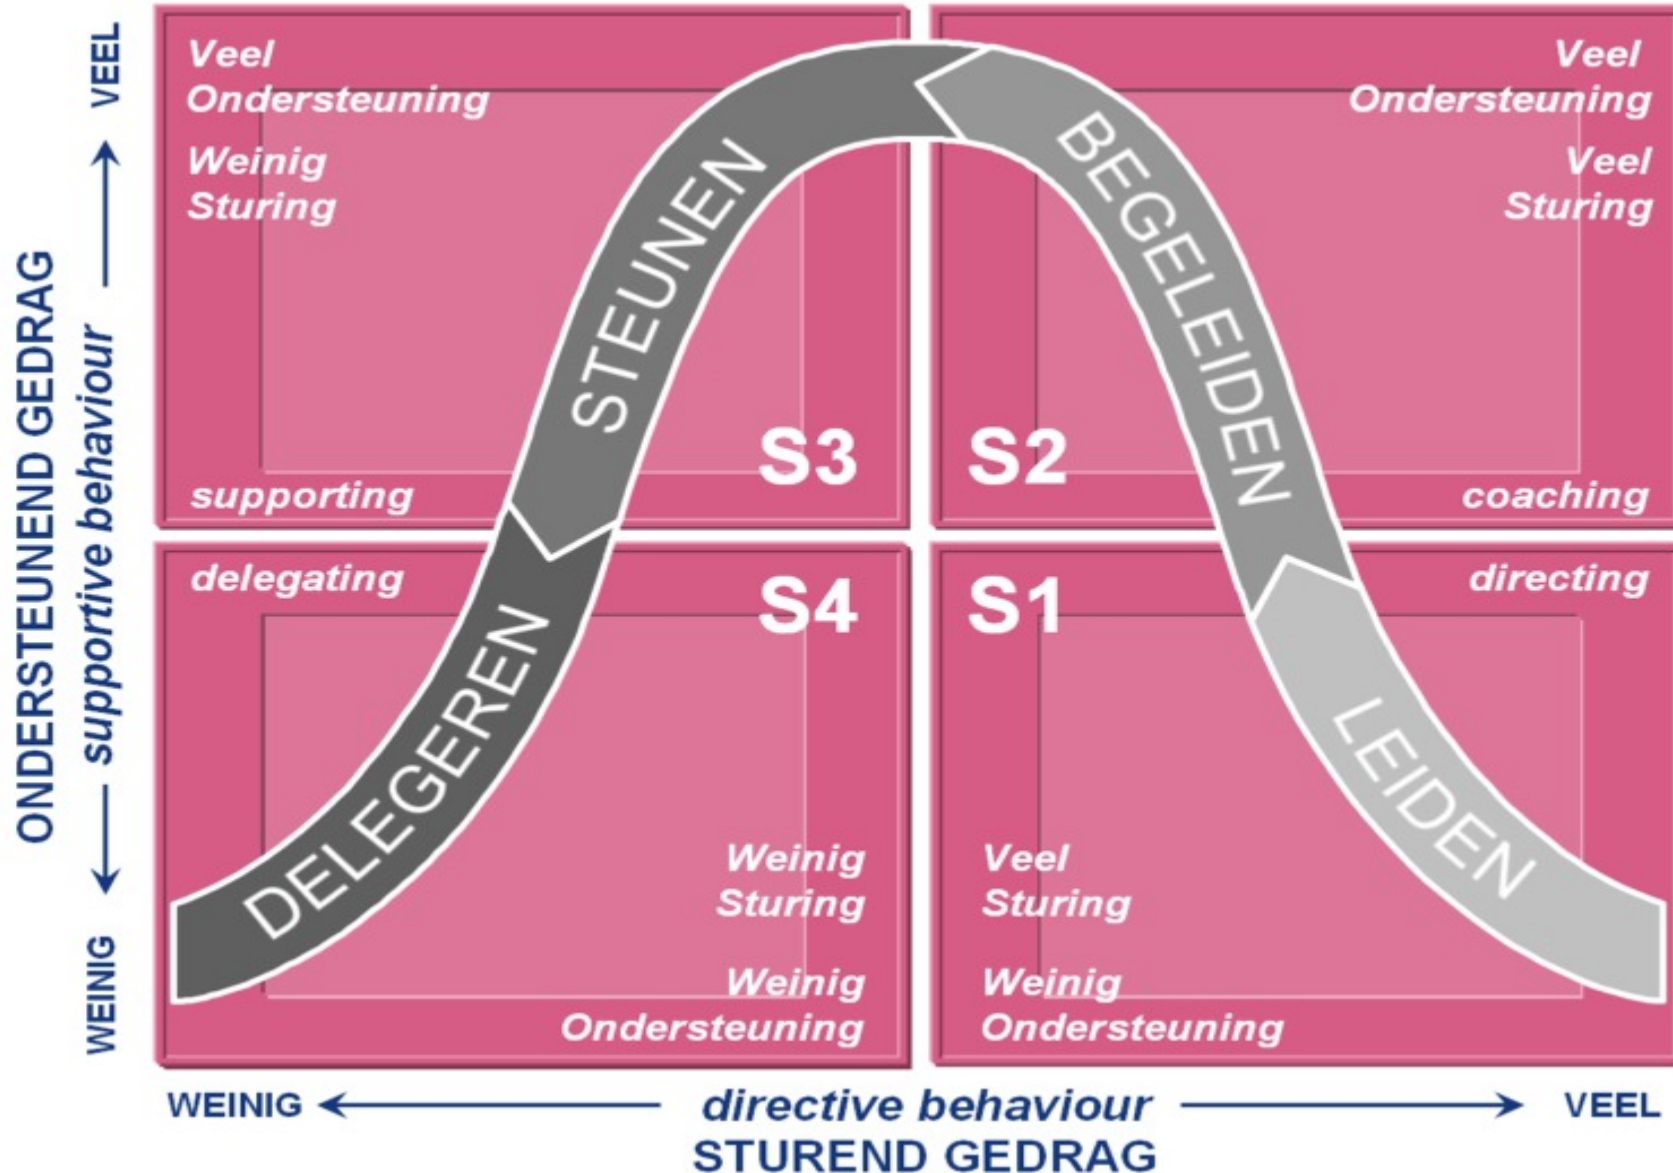 VEEL
supportive behaviour
ONDERSTEUNEND GEDRAG
WEINIG
Veel
Ondersteuning
Weinig
Sturing
STEUNEN
S3
supporting
Veel
Ondersteuning
Veel
Sturing
BEGELEIDEN
S2
coaching
delegating
S4
DELEGEREN
Weinig
Sturing
Weinig
Ondersteuning
directing
S1
LEIDEN
Veel
Sturing
Weinig
Ondersteuning
WEINIG directive behaviour VEEL
STUREND GEDRAG